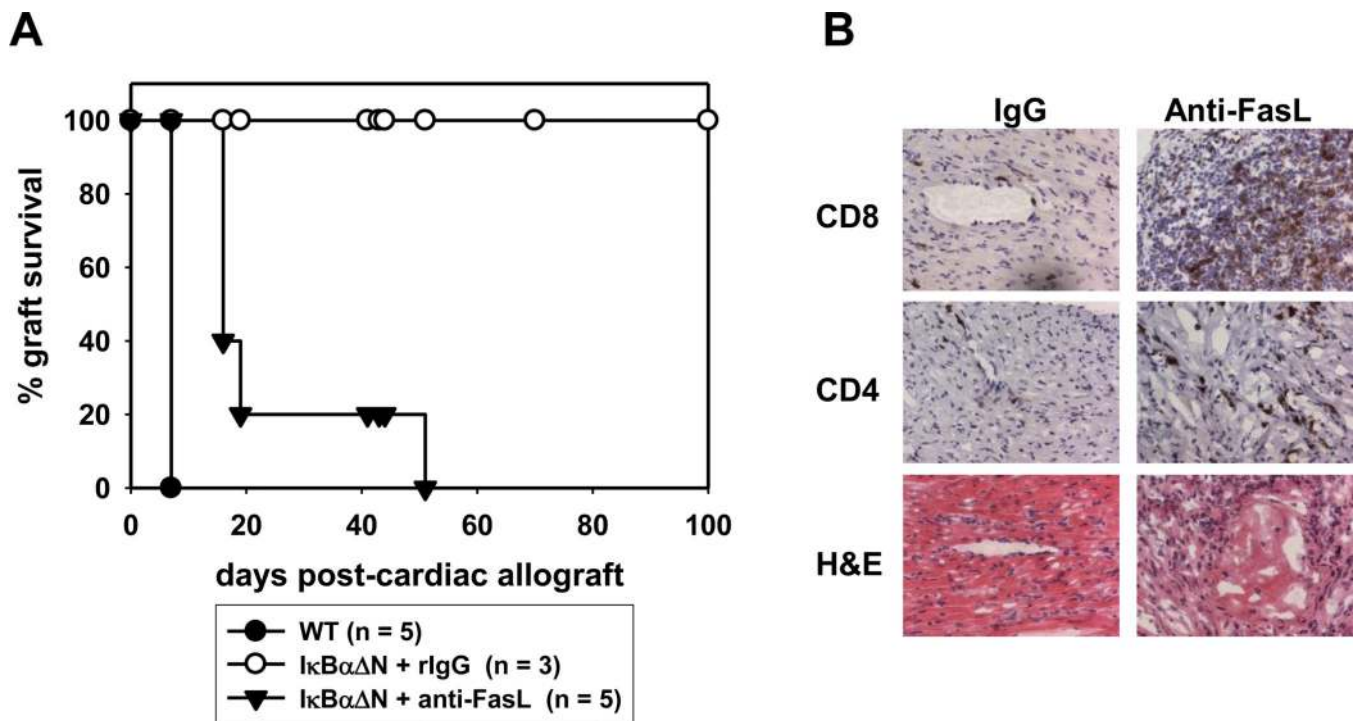 A
B
IgG Anti-FasL
% graft survival
100
80
60
40
20
0
0 20 40 60 80 100
days post-cardiac allograft
WT (n = 5)
IκBαΔN + rIgG (n = 3)
IκBαΔN + anti-FasL (n = 5)
CD8
CD4
H&E